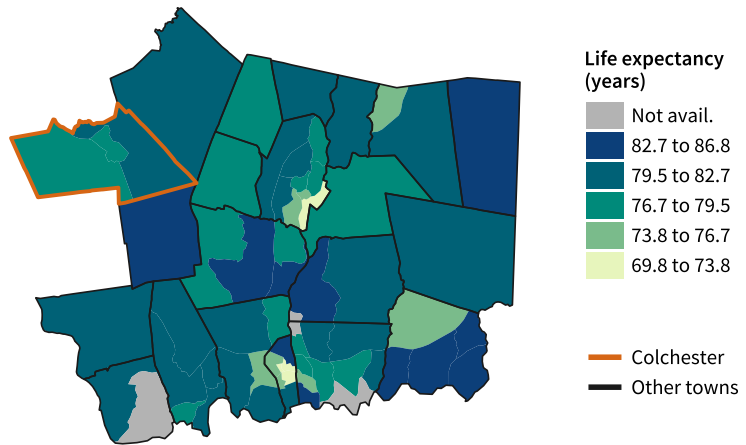 Life expectancy
(years)
Not avail.
82.7 to 86.8
79.5 to 82.7
76.7 to 79.5
73.8 to 76.7
69.8 to 73.8
Colchester
Other towns